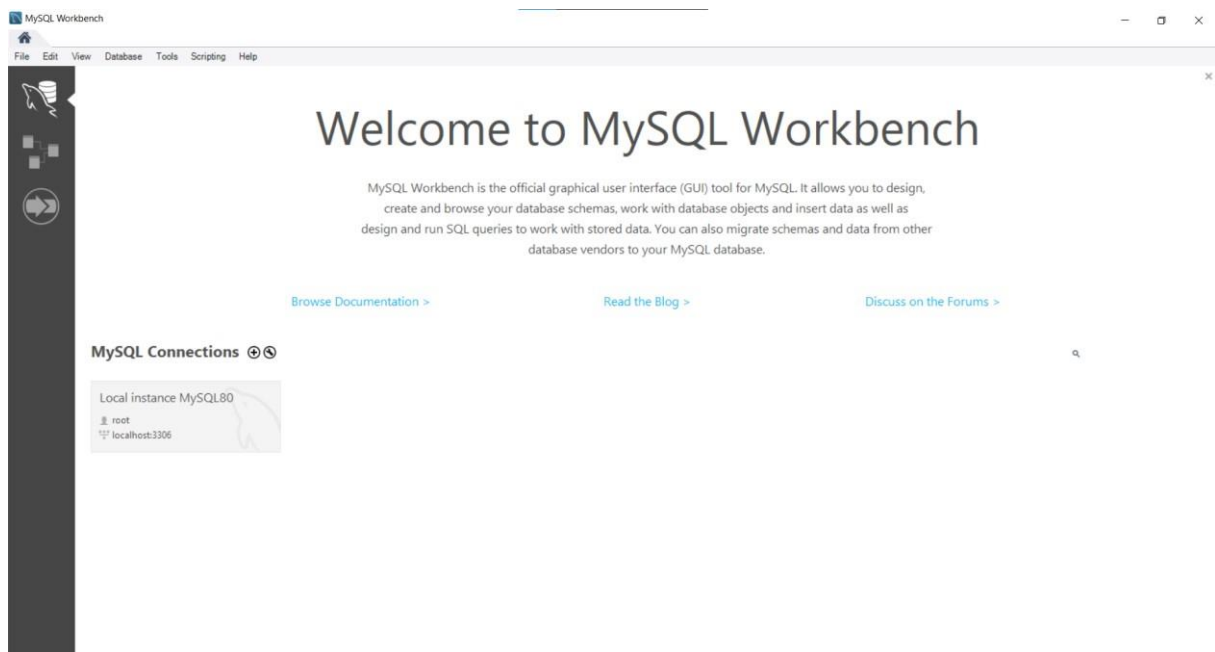 MySQL Workbench
File Edit View Database Tools Scripting Help
Welcome to MySQL Workbench
MySQL Workbench is the official graphical user interface (GUI) tool for MySQL. It allows you to design,
create and browse your database schemas, work with database objects and insert data as well as
design and run SQL queries to work with stored data. You can also migrate schemas and data from other
database vendors to your MySQL database.
Browse Documentation > Read the Blog > Discuss on the Forums >
MySQL Connections
Local instance MySQL80
root
localhost:3306